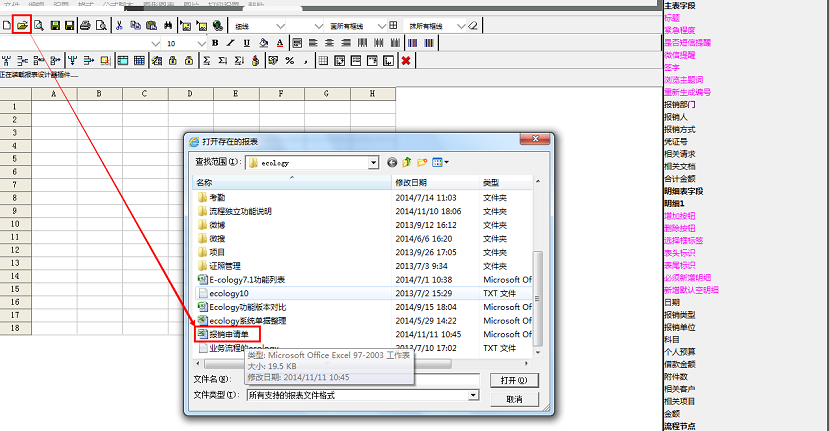 细线
画所有框线
抹所有框线
10
B I U A
正在装载报表设计器插件......
A B C D E F G H
1
2
3
4
5
6
7
8
9
10
11
12
13
14
15
16
17
18
打开存在的报表
查找范围(I): ecology
名称 修改日期 类型
考勤 2014/7/14 11:03 文件夹
流程独立功能说明 2014/11/10 18:06 文件夹
微博 2013/9/12 16:12 文件夹
微搜 2014/6/6 16:20 文件夹
项目 2013/9/26 17:05 文件夹
证照管理 2013/7/3 9:34 文件夹
E-cology7.1功能列表 2014/7/1 10:38 Microsoft Of
ecology10 2013/7/2 15:29 TXT 文件
Ecology功能版本对比 2014/9/15 18:04 Microsoft Of
ecology系统单据整理 2014/5/29 14:22 Microsoft Of
报销申请单 2014/11/11 10:45 Microsoft Of
业务流程的ecology 2013/7/10 17:02 TXT 文件
类型: Microsoft Office Excel 97-2003 工作表
大小: 19.5 KB
修改日期: 2014/11/11 10:45
文件名(N):
打开(O)
文件类型(T): 所有支持的报表文件格式
取消
主表字段
标题
紧急程度
是否短信提醒
微信提醒
签字
浏览主题词
重新生成编号
报销部门
报销人
报销方式
凭证号
相关请求
相关文档
合计金额
明细表字段
明细1
增加按钮
删除按钮
选择框标签
表头标识
表尾标识
必须新增明细
新增默认空明细
日期
报销类型
报销单位
科目
个人预算
借款金额
附件数
相关客户
相关项目
金额
流程节点